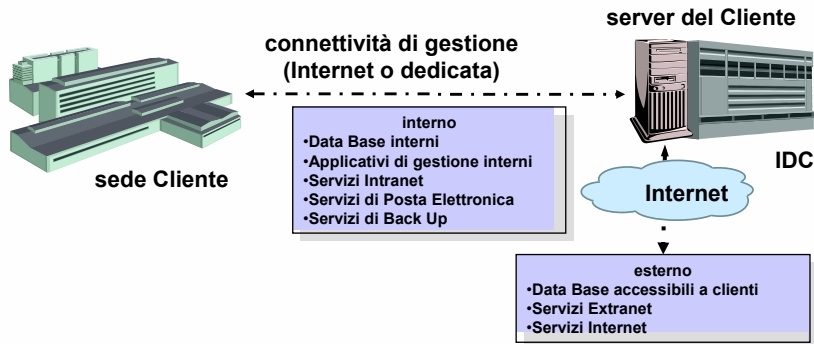 server del Cliente
connettività di gestione
(Internet o dedicata)
interno
•Data Base interni
•Applicativi di gestione interni
•Servizi Intranet
•Servizi di Posta Elettronica
•Servizi di Back Up
sede Cliente
IDC
Internet
esterno
•Data Base accessibili a clienti
•Servizi Extranet
•Servizi Internet